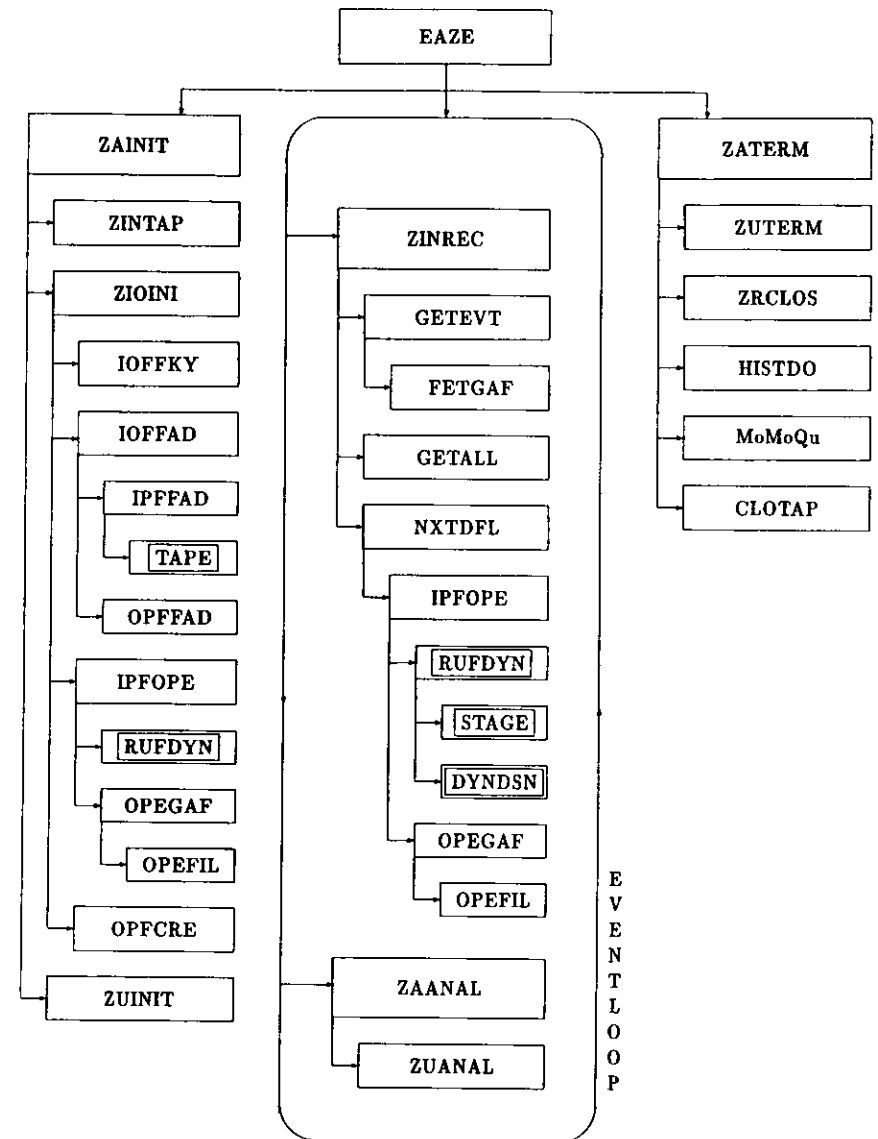 EAZE
ZAINIT
ZINTAP
ZIOINI
IOFFKY
IOFFAD
IPFFAD
TAPE
OPFFAD
IPFOPE
RUFDYN
OPEGAF
OPEFIL
OPFCRE
ZUINIT
ZINREC
GETEVT
FETGAF
GETALL
NXTDFL
IPFOPE
RUFDYN
STAGE
DYNDSN
OPEGAF
OPEFIL
ZAANAL
ZUANAL
EVENTLOOP
ZATERM
ZUTERM
ZRCLOS
HISTDO
MoMoQu
CLOTAP